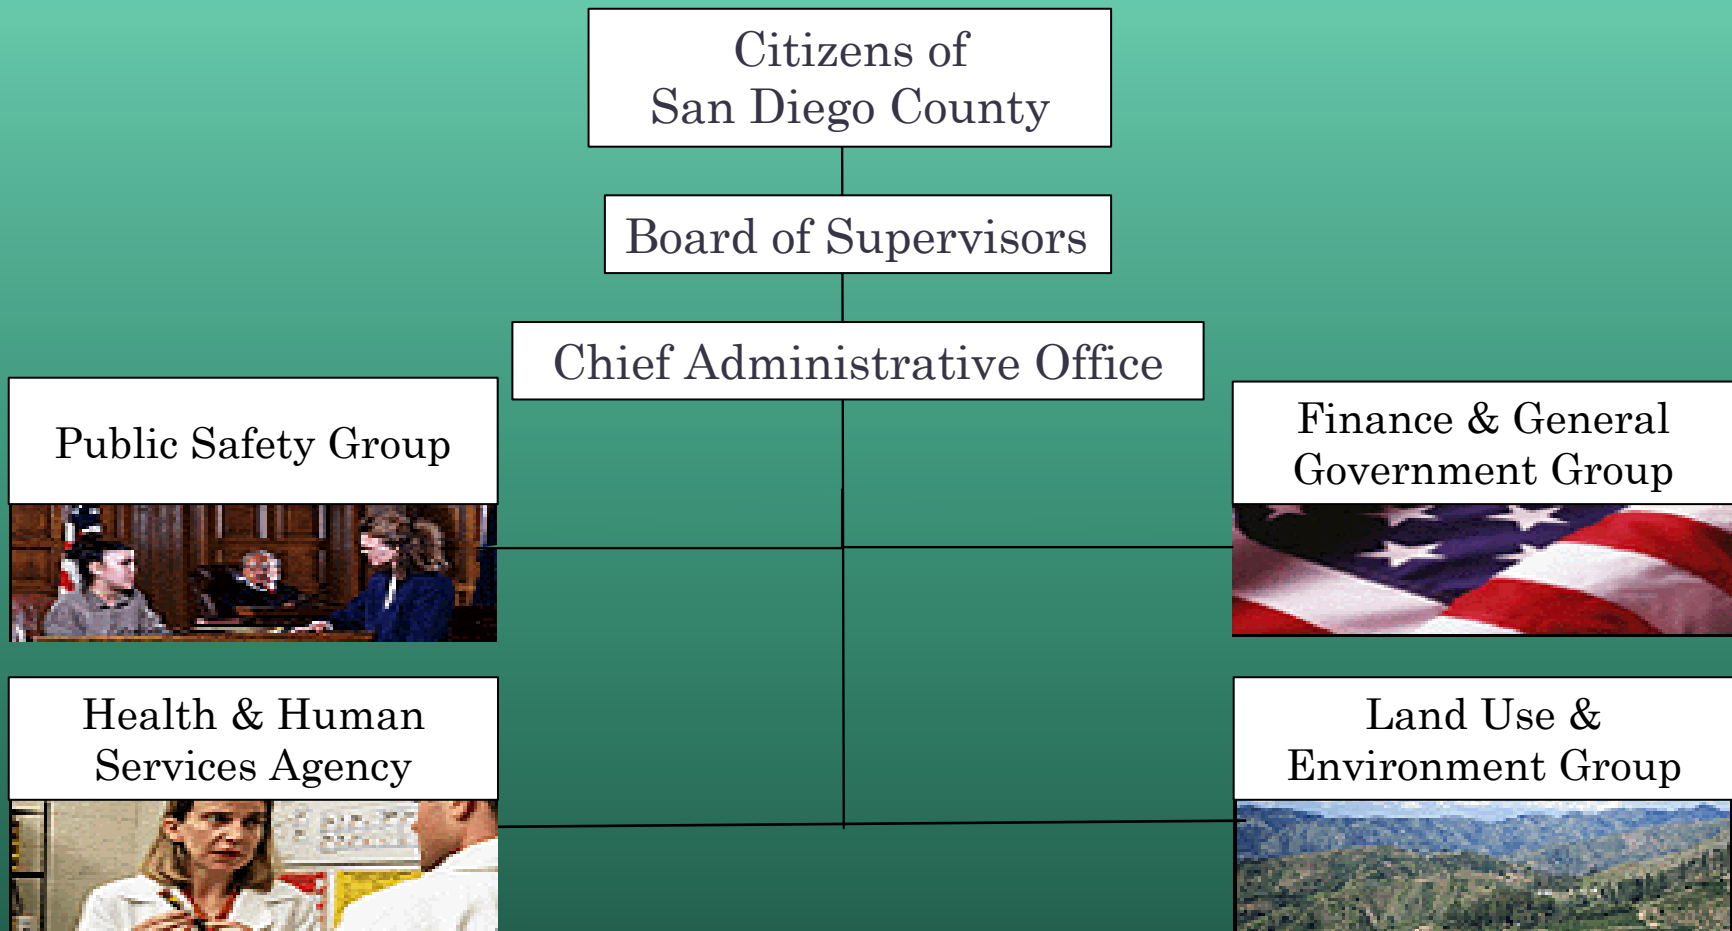 Citizens of
San Diego County
Board of Supervisors
Chief Administrative Office
Public Safety Group
Finance & General
Government Group
Health & Human
Services Agency
Land Use &
Environment Group